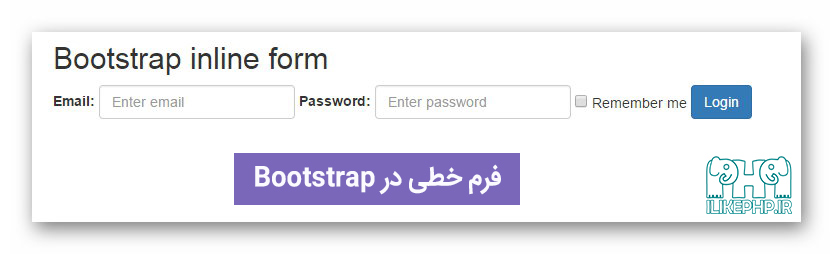 Bootstrap inline form
Email: Enter email Password: Enter password Remember me Login
فرم خطی در Bootstrap
ILIKEPHP.IR